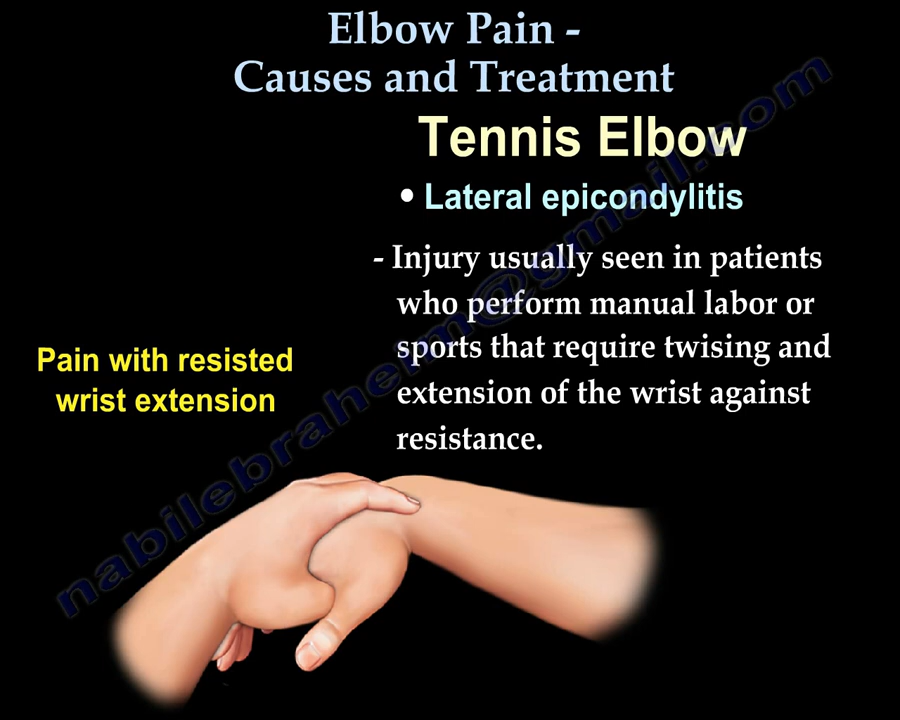 Elbow Pain -
Causes and Treatment
Tennis Elbow
• Lateral epicondylitis
- Injury usually seen in patients
who perform manual labor or
sports that require twising and
extension of the wrist against
resistance.
Pain with resisted
wrist extension
nabilebrahem@gmail.com